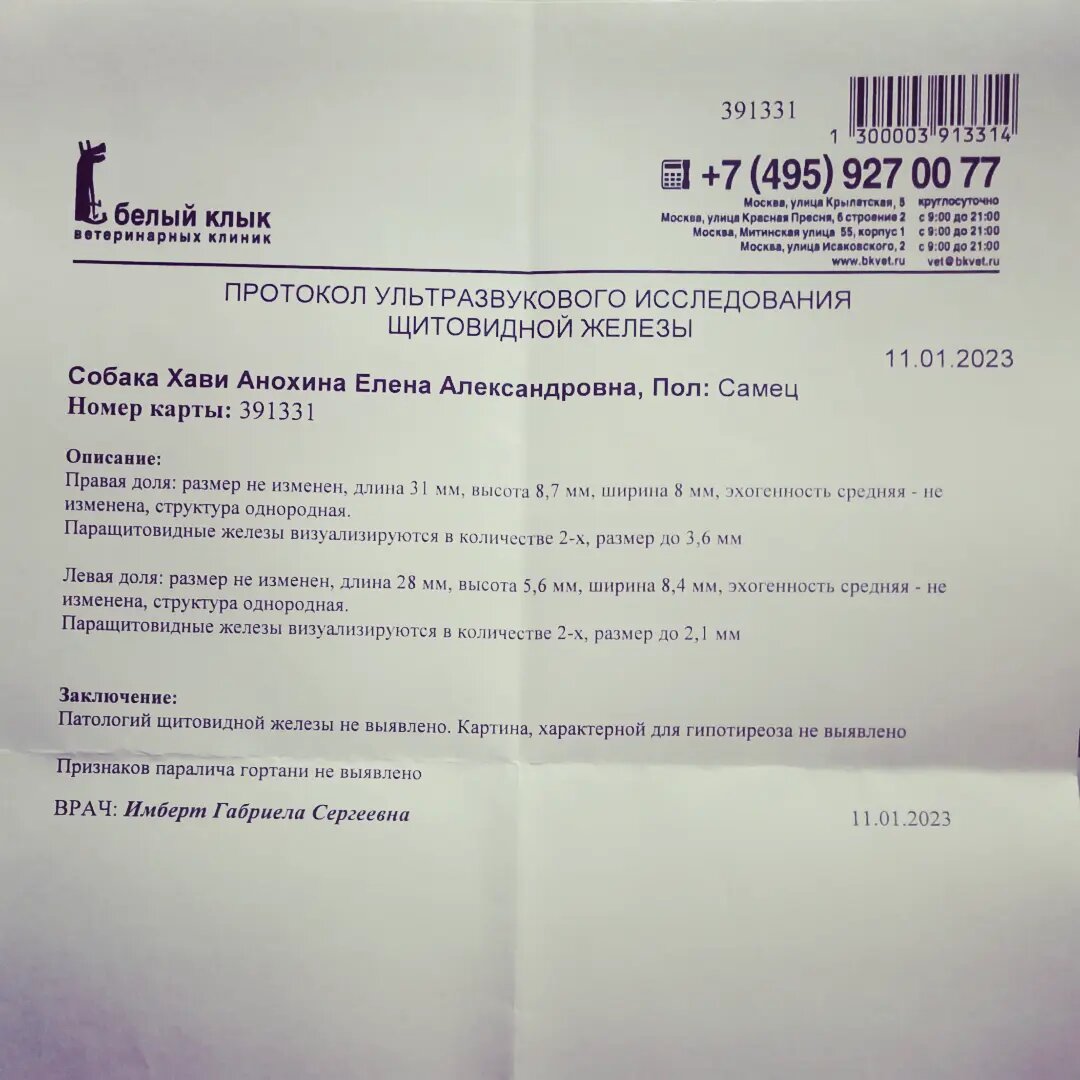 391331
1 300003 913314
+7 (495) 927 00 77
белый клык
ветеринарных клиник
Москва, улица Крылатская, 5 круглосуточно
Москва, улица Красная Пресня, 6 строение 2 с 9:00 до 21:00
Москва, Митинская улица 55, корпус 1 с 9:00 до 21:00
Москва, улица Исаковского, 2 с 9:00 до 21:00
www.bkvet.ru vet@bkvet.ru
ПРОТОКОЛ УЛЬТРАЗВУКОВОГО ИССЛЕДОВАНИЯ
ЩИТОВИДНОЙ ЖЕЛЕЗЫ
11.01.2023
Собака Хави Анохина Елена Александровна, Пол: Самец
Номер карты: 391331
Описание:
Правая доля: размер не изменен, длина 31 мм, высота 8,7 мм, ширина 8 мм, эхогенность средняя - не
изменена, структура однородная.
Паращитовидные железы визуализируются в количестве 2-х, размер до 3,6 мм
Левая доля: размер не изменен, длина 28 мм, высота 5,6 мм, ширина 8,4 мм, эхогенность средняя - не
изменена, структура однородная.
Паращитовидные железы визуализируются в количестве 2-х, размер до 2,1 мм
Заключение:
Патологий щитовидной железы не выявлено. Картина, характерной для гипотиреоза не выявлено
Признаков паралича гортани не выявлено
ВРАЧ: Имберт Габриела Сергеевна 11.01.2023